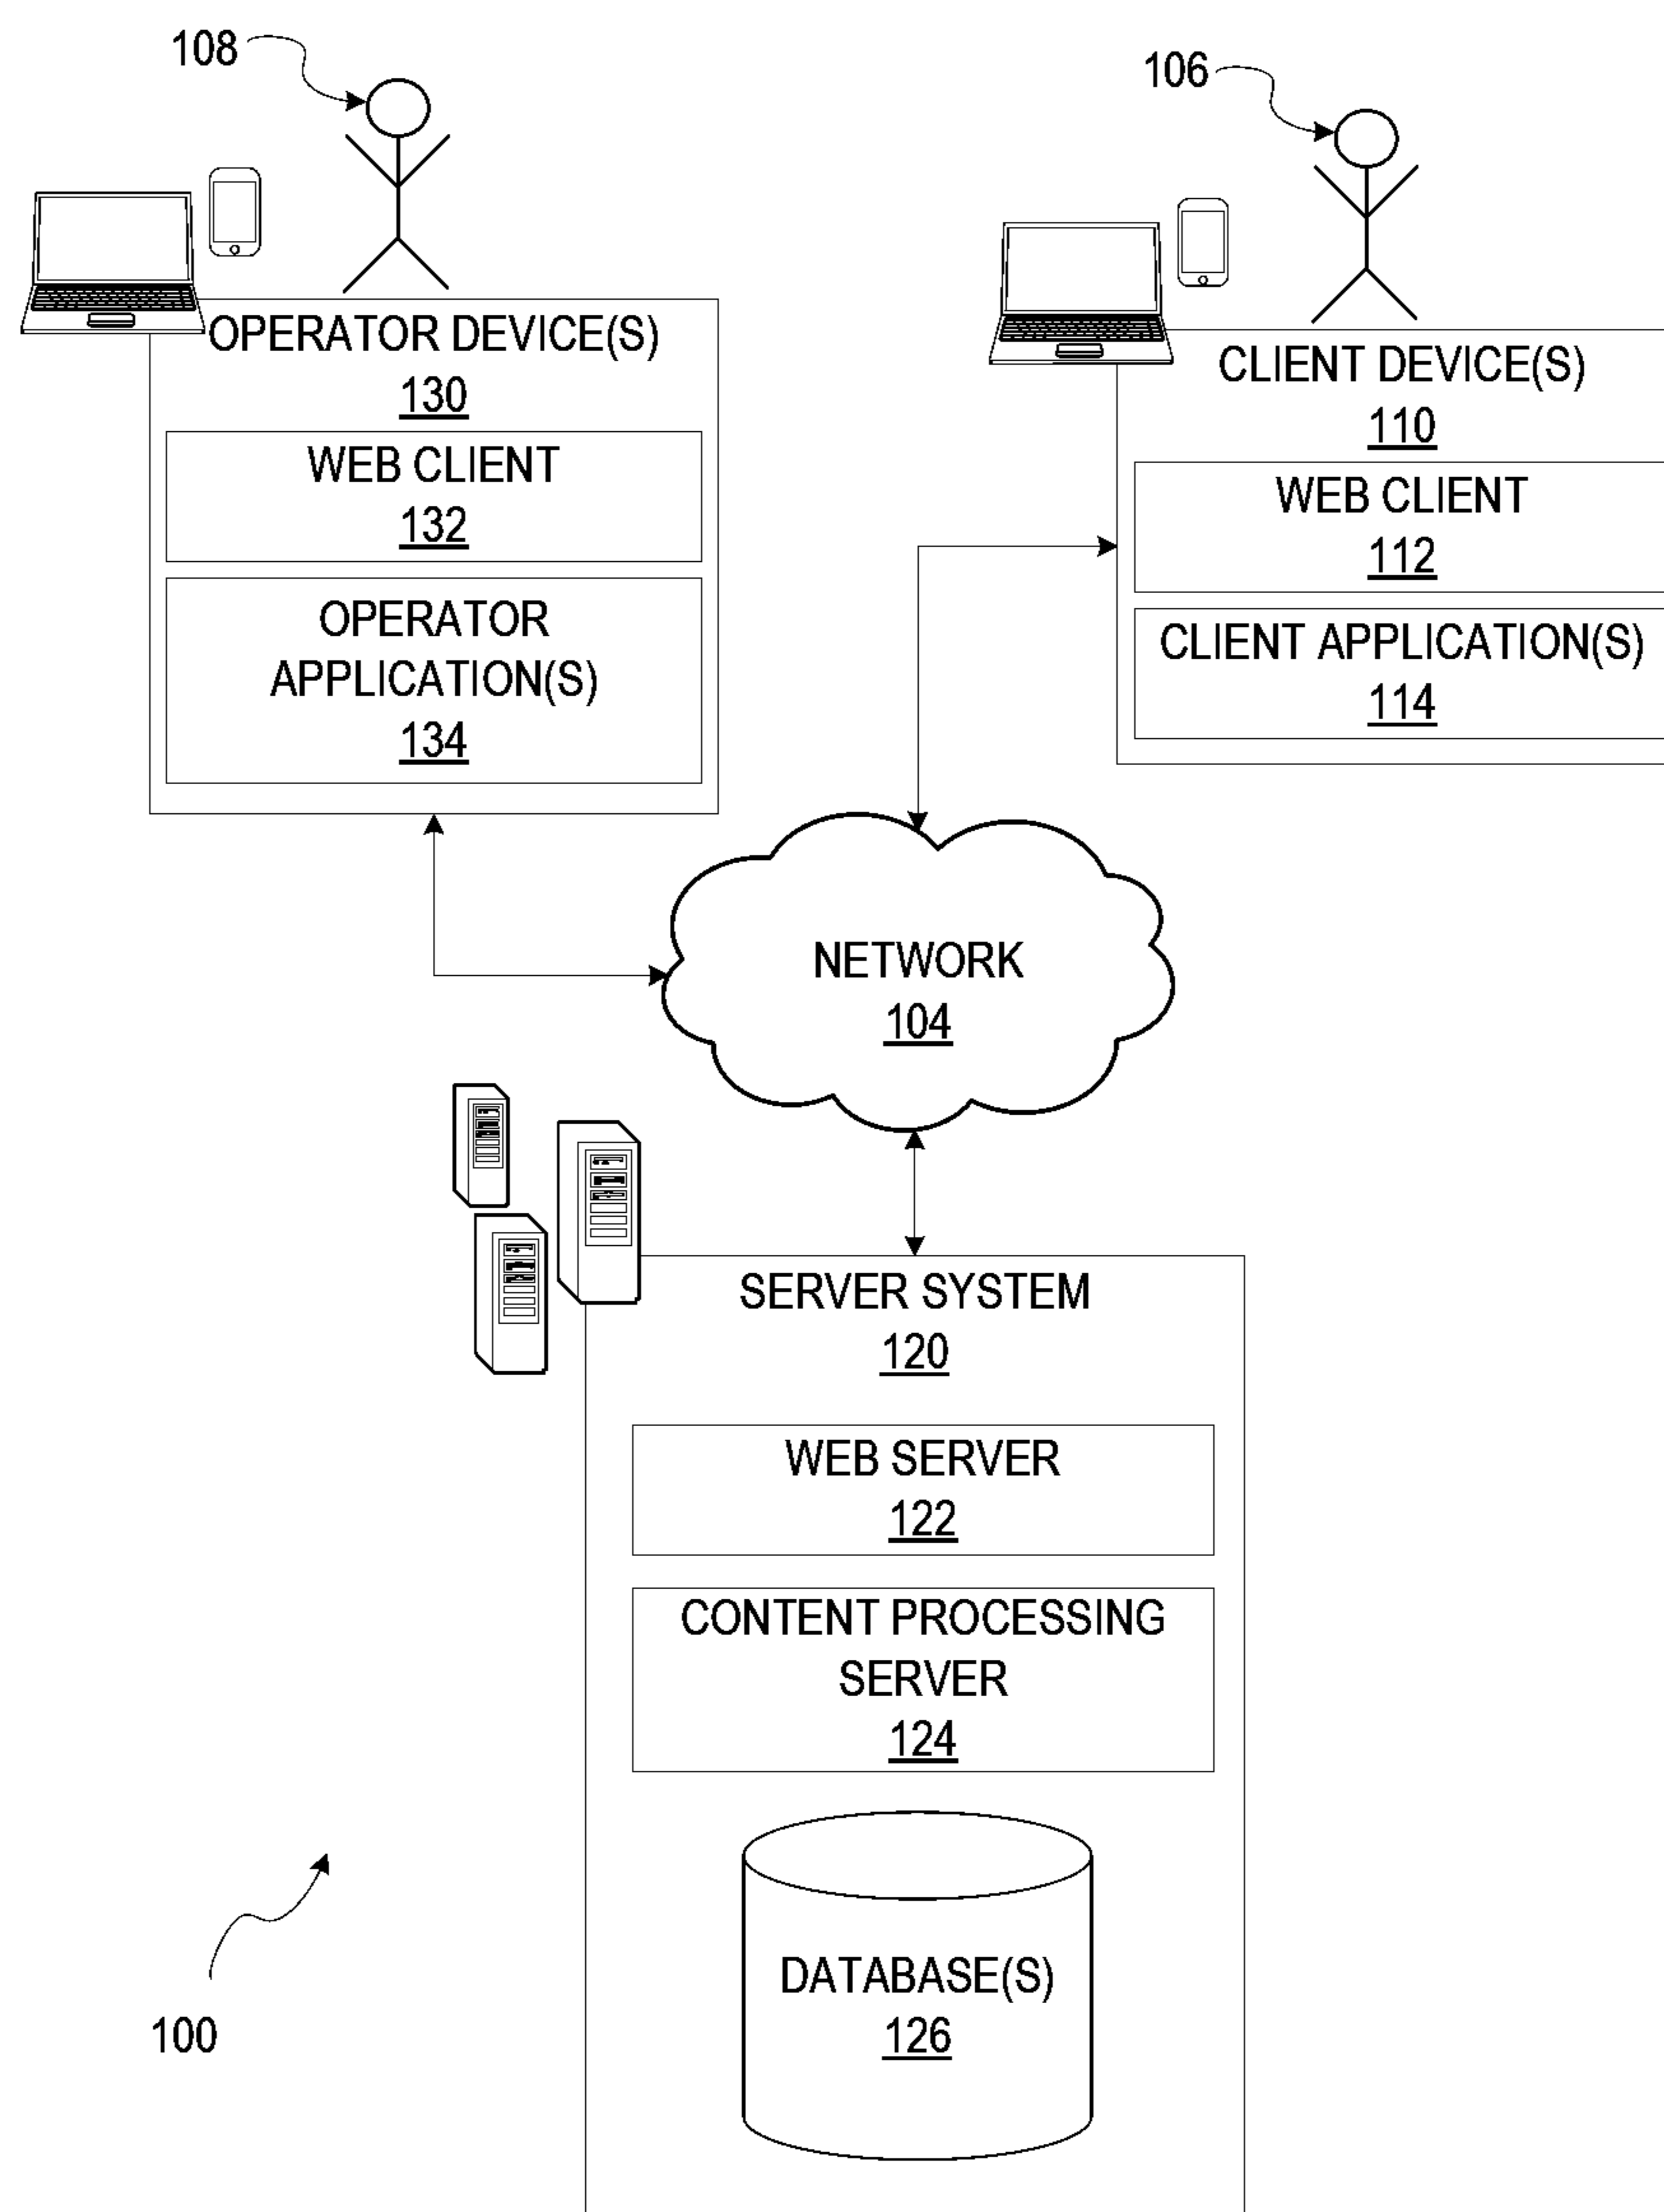 108
OPERATOR DEVICE(S)
130
WEB CLIENT
132
OPERATOR
APPLICATION(S)
134
106
CLIENT DEVICE(S)
110
WEB CLIENT
112
CLIENT APPLICATION(S)
114
NETWORK
104
SERVER SYSTEM
120
WEB SERVER
122
CONTENT PROCESSING
SERVER
124
DATABASE(S)
126
100